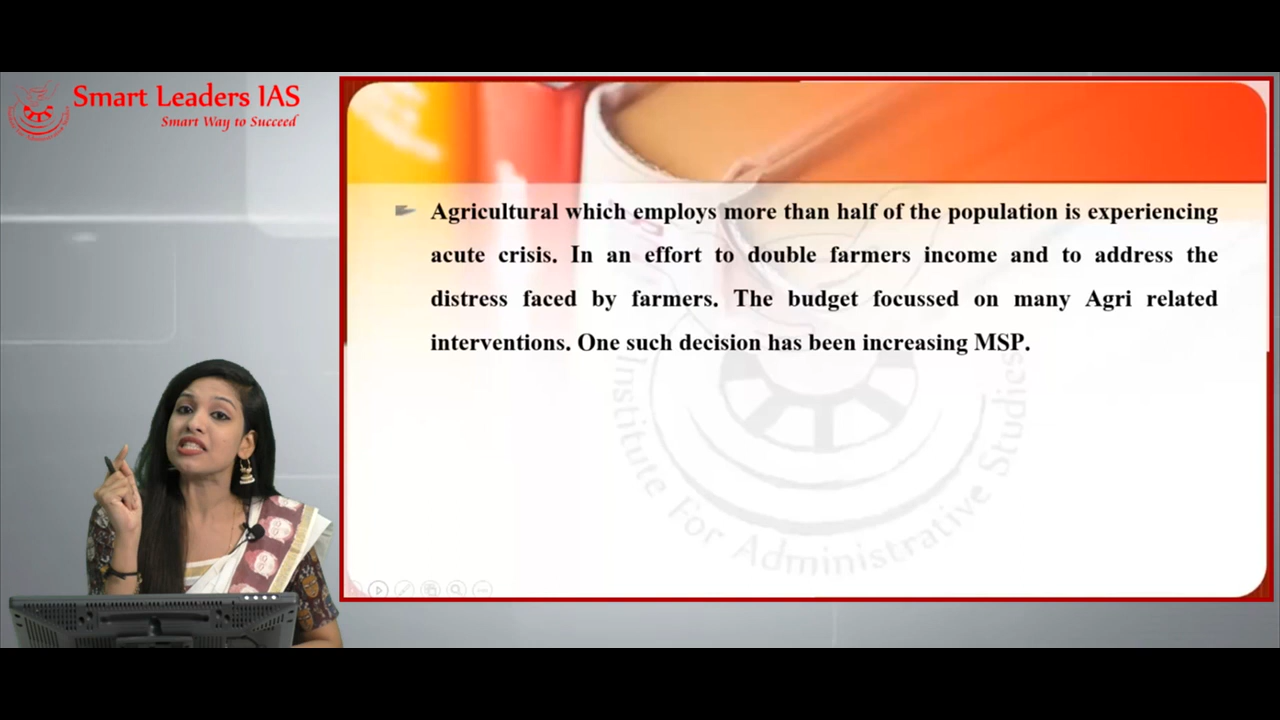 Smart Leaders IAS
Smart Way to Succeed
Agricultural which employs more than half of the population is experiencing
acute crisis. In an effort to double farmers income and to address the
distress faced by farmers. The budget focussed on many Agri related
interventions. One such decision has been increasing MSP.
Institute For Administrative Studies